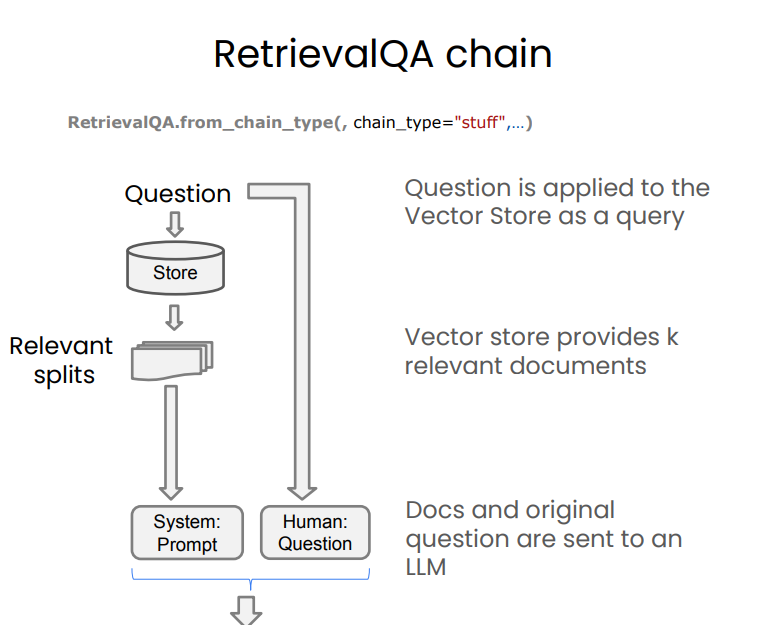 RetrievalQA chain
RetrievalQA.from_chain_type(, chain_type="stuff",...)
Question
Question is applied to the
Vector Store as a query
Store
Relevant
splits
Vector store provides k
relevant documents
System:
Prompt
Human:
Question
Docs and original
question are sent to an
LLM